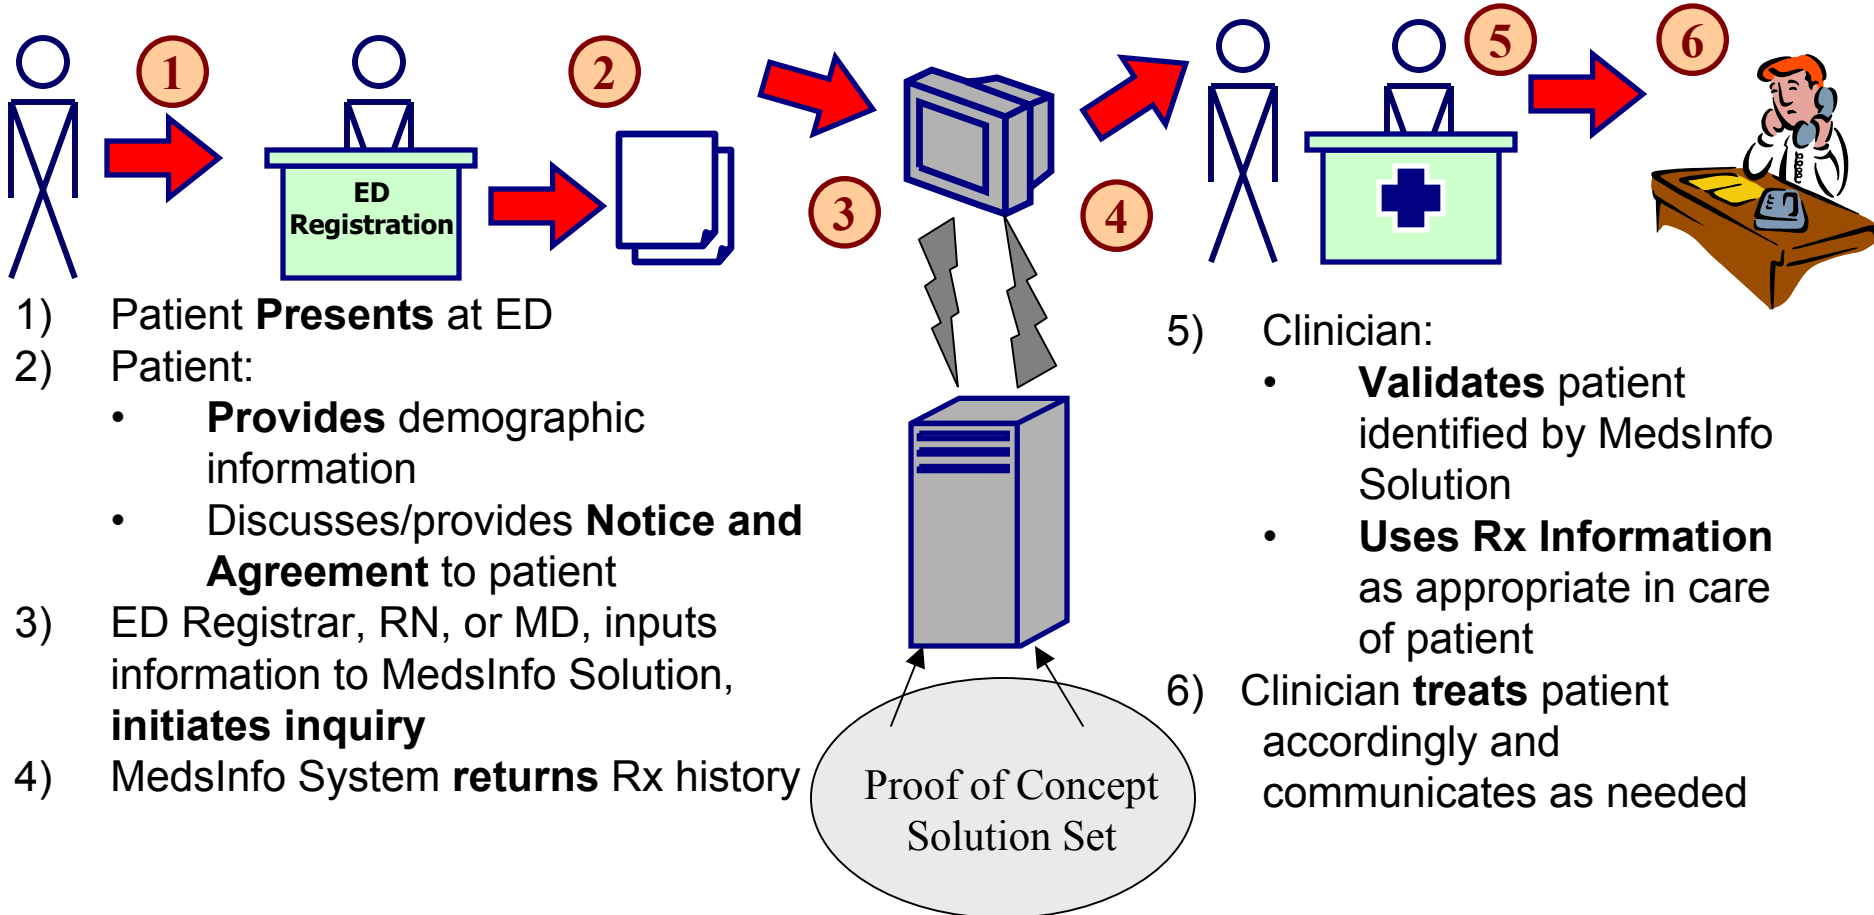 1
2
3
4
5
6
ED
Registration
1) Patient Presents at ED
2) Patient:
• Provides demographic
information
• Discusses/provides Notice and
Agreement to patient
3) ED Registrar, RN, or MD, inputs
information to MedsInfo Solution,
initiates inquiry
4) MedsInfo System returns Rx history
Proof of Concept
Solution Set
5) Clinician:
• Validates patient
identified by MedsInfo
Solution
• Uses Rx Information
as appropriate in care
of patient
6) Clinician treats patient
accordingly and
communicates as needed